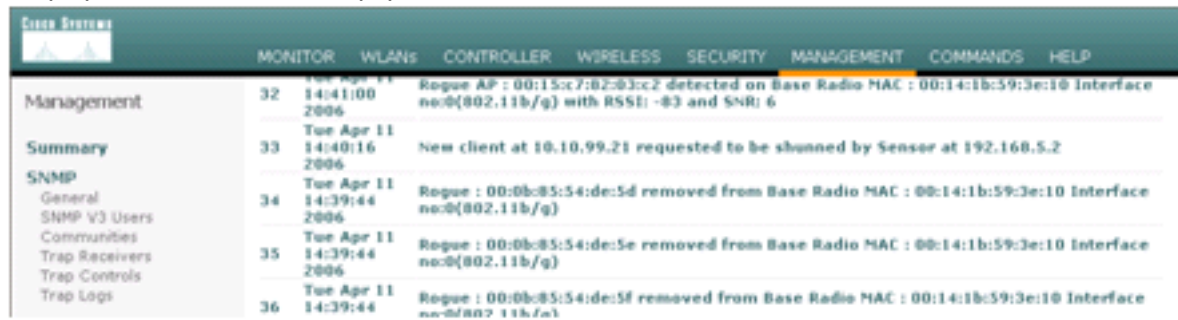 CISCO SYSTEMS
MONITOR WLANs CONTROLLER WIRELESS SECURITY MANAGEMENT COMMANDS HELP
Management
Summary
SNMP
General
SNMP V3 Users
Communities
Trap Receivers
Trap Controls
Trap Logs
32 Tue Apr 11 14:41:00 2006 Rogue AP : 00:15:c7:82:03:c2 detected on Base Radio MAC : 00:14:1b:59:3e:10 Interface
no:0(802.11b/g) with RSSI: -83 and SNR: 6
33 Tue Apr 11 14:40:16 2006 New client at 10.10.99.21 requested to be shunned by Sensor at 192.168.5.2
34 Tue Apr 11 14:39:44 2006 Rogue : 00:0b:85:54:de:5d removed from Base Radio MAC : 00:14:1b:59:3e:10 Interface
no:0(802.11b/g)
35 Tue Apr 11 14:39:44 2006 Rogue : 00:0b:85:54:de:5e removed from Base Radio MAC : 00:14:1b:59:3e:10 Interface
no:0(802.11b/g)
36 Tue Apr 11 14:39:44 Rogue : 00:0b:85:54:de:5f removed from Base Radio MAC : 00:14:1b:59:3e:10 Interface
no:0(802.11b/g)